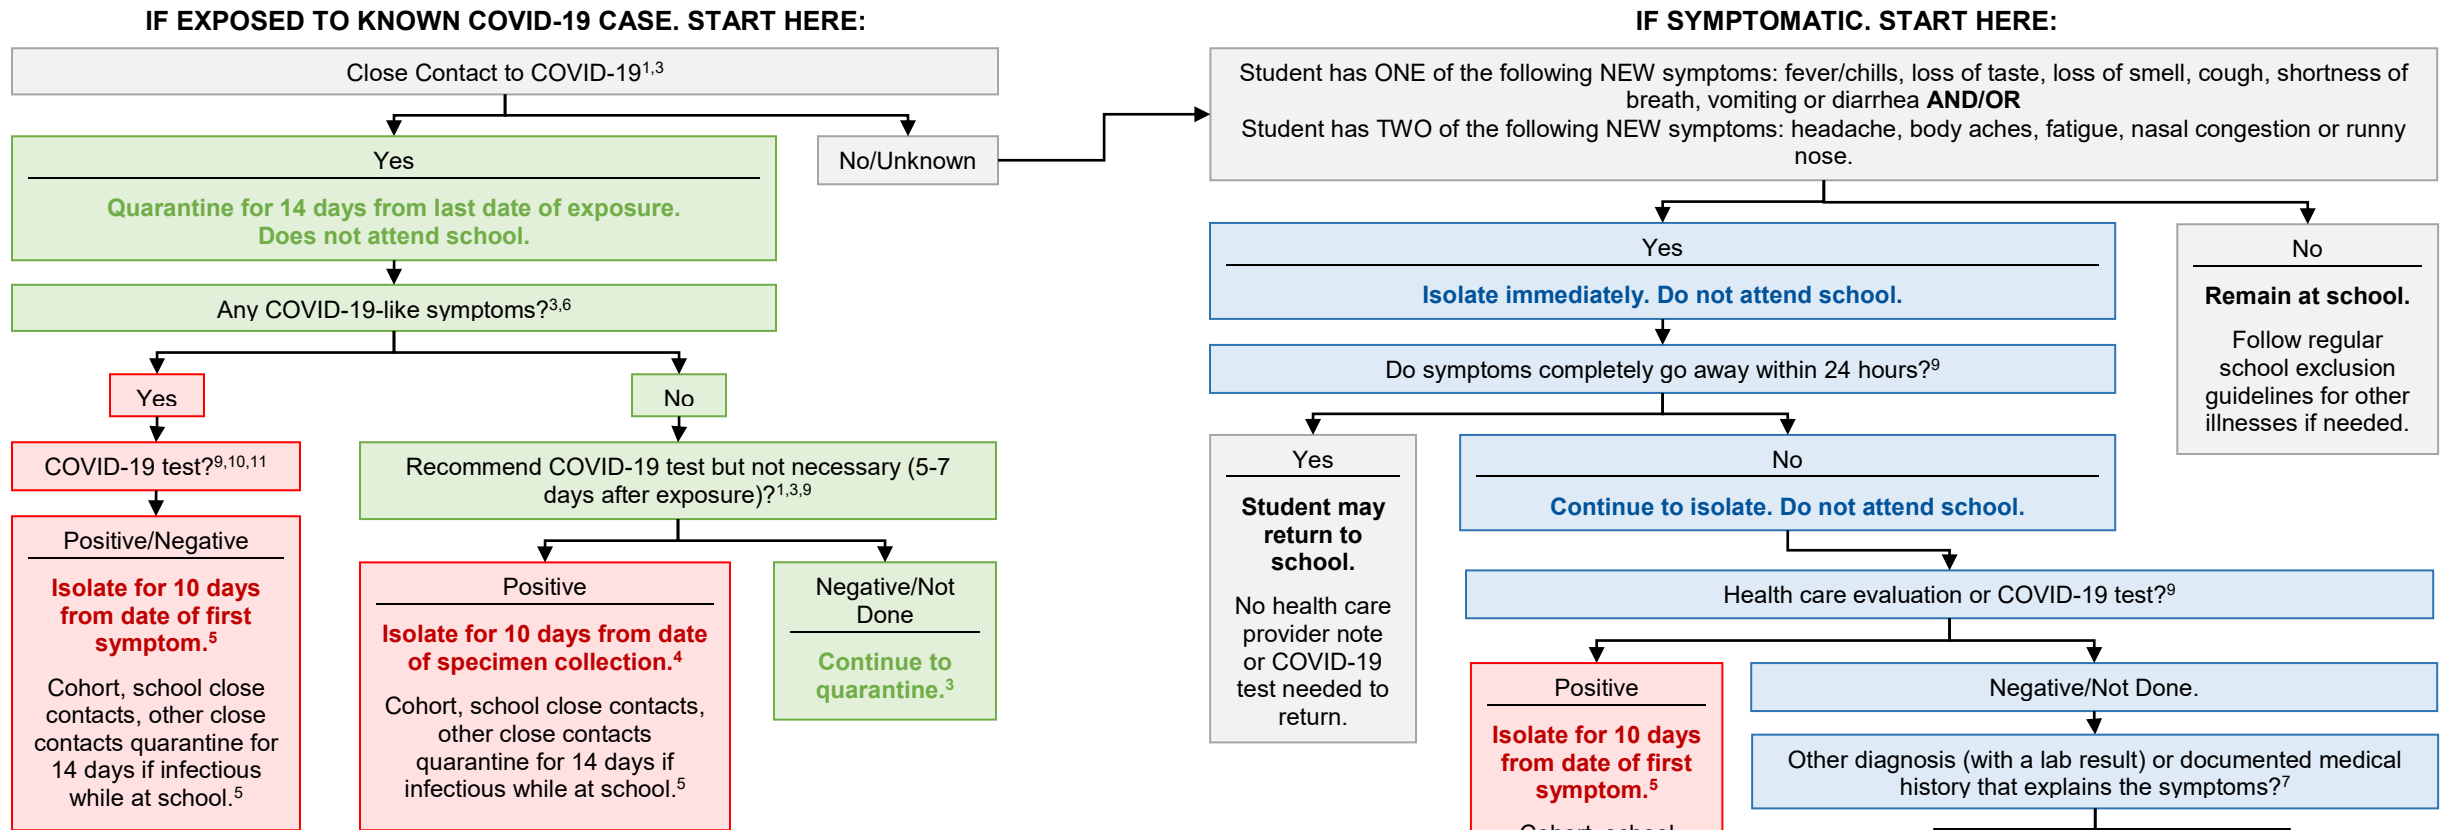 IF EXPOSED TO KNOWN COVID-19 CASE. START HERE:
Close Contact to COVID-19¹,³
Yes
Quarantine for 14 days from last date of exposure.
Does not attend school.
No/Unknown
Any COVID-19-like symptoms?³,⁶
Yes
No
COVID-19 test?⁹,¹⁰,¹¹
Positive/Negative
Isolate for 10 days
from date of first
symptom.⁵
Cohort, school close
contacts, other close
contacts quarantine for
14 days if infectious
while at school.⁵
Recommend COVID-19 test but not necessary (5-7
days after exposure)?¹,³,⁹
Positive
Isolate for 10 days from date
of specimen collection.⁴
Cohort, school close contacts,
other close contacts
quarantine for 14 days if
infectious while at school.⁵
Negative/Not
Done
Continue to
quarantine.³
IF SYMPTOMATIC. START HERE:
Student has ONE of the following NEW symptoms: fever/chills, loss of taste, loss of smell, cough, shortness of
breath, vomiting or diarrhea AND/OR
Student has TWO of the following NEW symptoms: headache, body aches, fatigue, nasal congestion or runny
nose.
Yes
Isolate immediately. Do not attend school.
No
Remain at school.
Follow regular
school exclusion
guidelines for other
illnesses if needed.
Do symptoms completely go away within 24 hours?⁹
Yes
Student may
return to
school.
No health care
provider note
or COVID-19
test needed to
return.
No
Continue to isolate. Do not attend school.
Health care evaluation or COVID-19 test?⁹
Positive
Isolate for 10 days
from date of first
symptom.⁵
Cohort, school
Negative/Not Done.
Other diagnosis (with a lab result) or documented medical
history that explains the symptoms?⁷